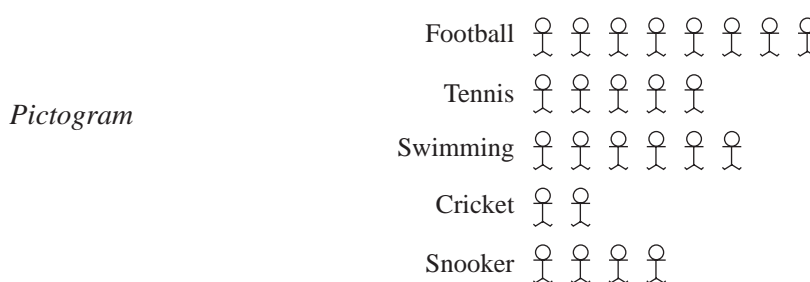 Football
Tennis
Pictogram
Swimming
Cricket
Snooker